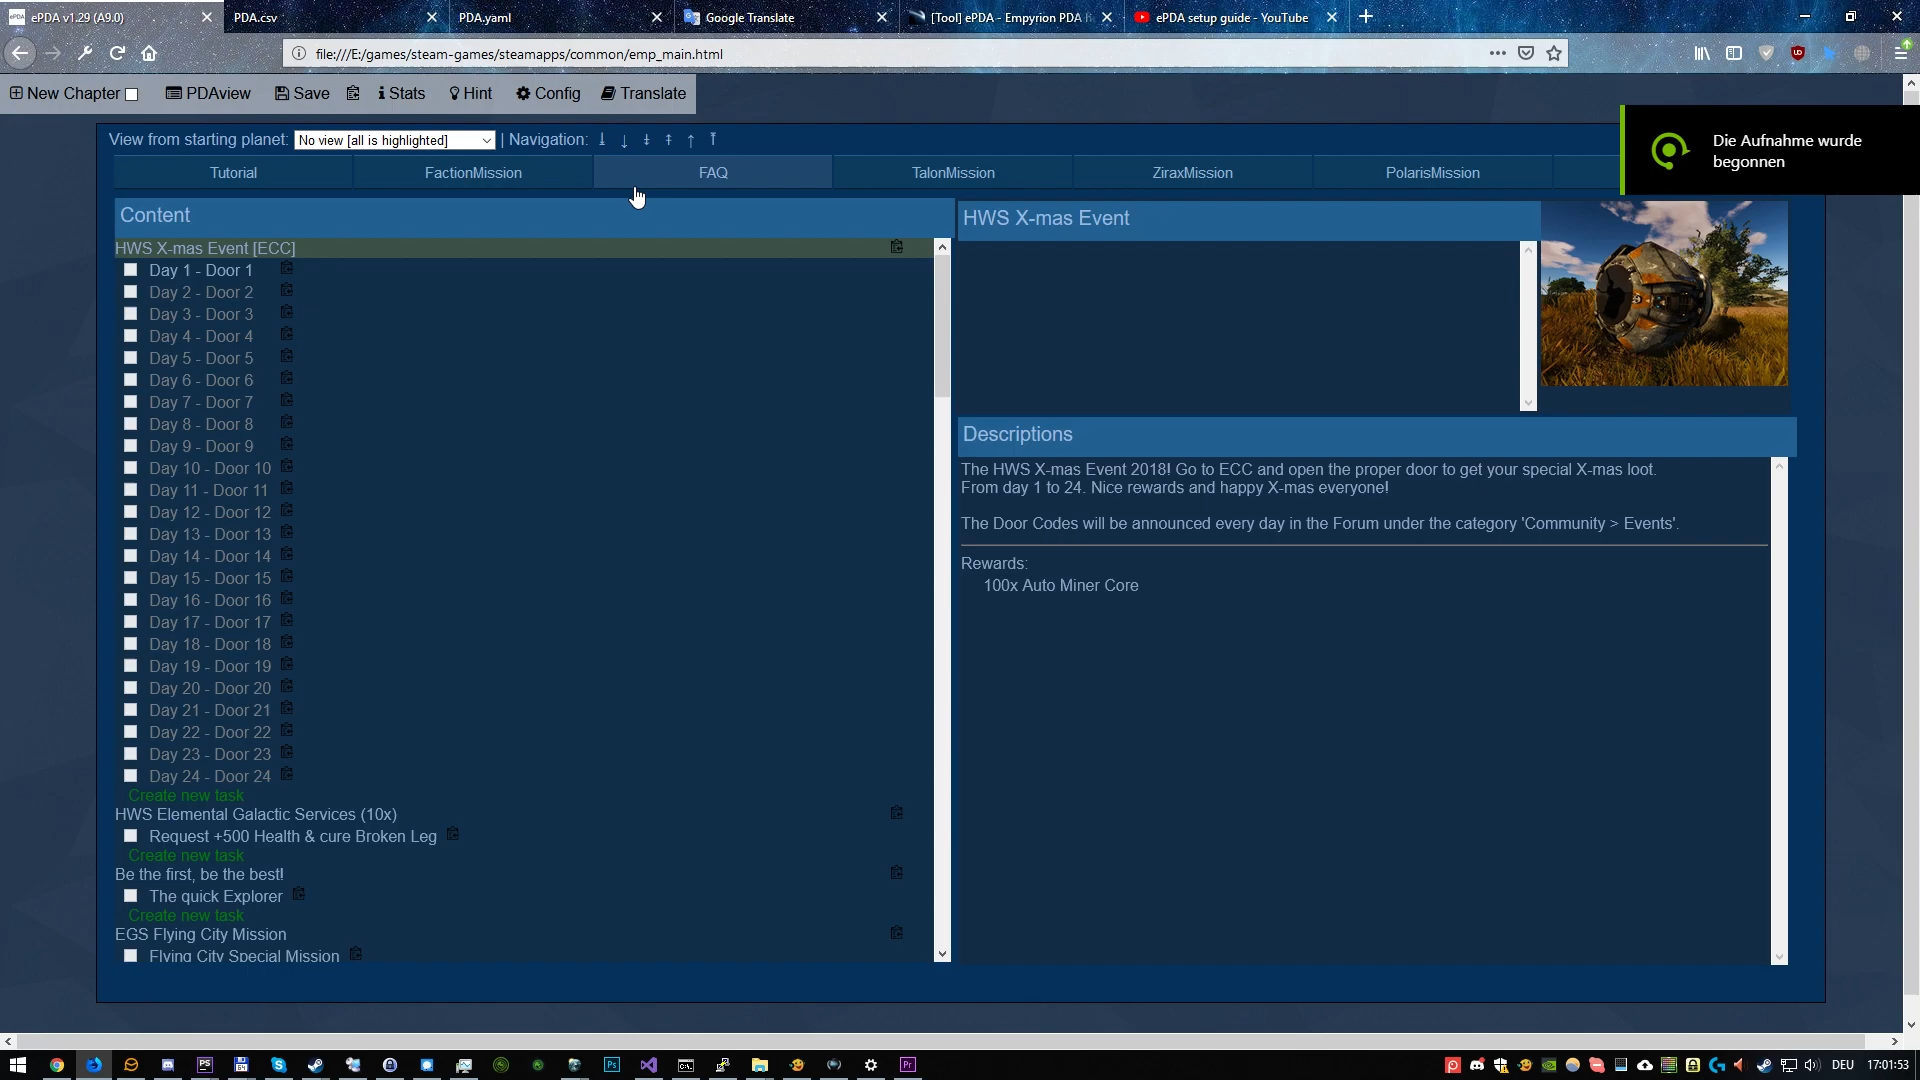 ePDA v1.29 (A9.0)
PDA.csv
PDA.yaml
Google Translate
[Tool] ePDA - Empyrion PDA
ePDA setup guide - YouTube
file:///E:/games/steam-games/steamapps/common/emp_main.html
New Chapter
PDAview
Save
Stats
Hint
Config
Translate
View from starting planet:
No view [all is highlighted]
| Navigation:
Tutorial
FactionMission
FAQ
TalonMission
ZiraxMission
PolarisMission
Die Aufnahme wurde
begonnen
Content
HWS X-mas Event [ECC]
Day 1 - Door 1
Day 2 - Door 2
Day 3 - Door 3
Day 4 - Door 4
Day 5 - Door 5
Day 6 - Door 6
Day 7 - Door 7
Day 8 - Door 8
Day 9 - Door 9
Day 10 - Door 10
Day 11 - Door 11
Day 12 - Door 12
Day 13 - Door 13
Day 14 - Door 14
Day 15 - Door 15
Day 16 - Door 16
Day 17 - Door 17
Day 18 - Door 18
Day 19 - Door 19
Day 20 - Door 20
Day 21 - Door 21
Day 22 - Door 22
Day 23 - Door 23
Day 24 - Door 24
Create new task
HWS Elemental Galactic Services (10x)
Request +500 Health & cure Broken Leg
Create new task
Be the first, be the best!
The quick Explorer
Create new task
EGS Flying City Mission
Flying City Special Mission
HWS X-mas Event
Descriptions
The HWS X-mas Event 2018! Go to ECC and open the proper door to get your special X-mas loot.
From day 1 to 24. Nice rewards and happy X-mas everyone!
The Door Codes will be announced every day in the Forum under the category 'Community > Events'.
Rewards:
100x Auto Miner Core
DEU
17:01:53